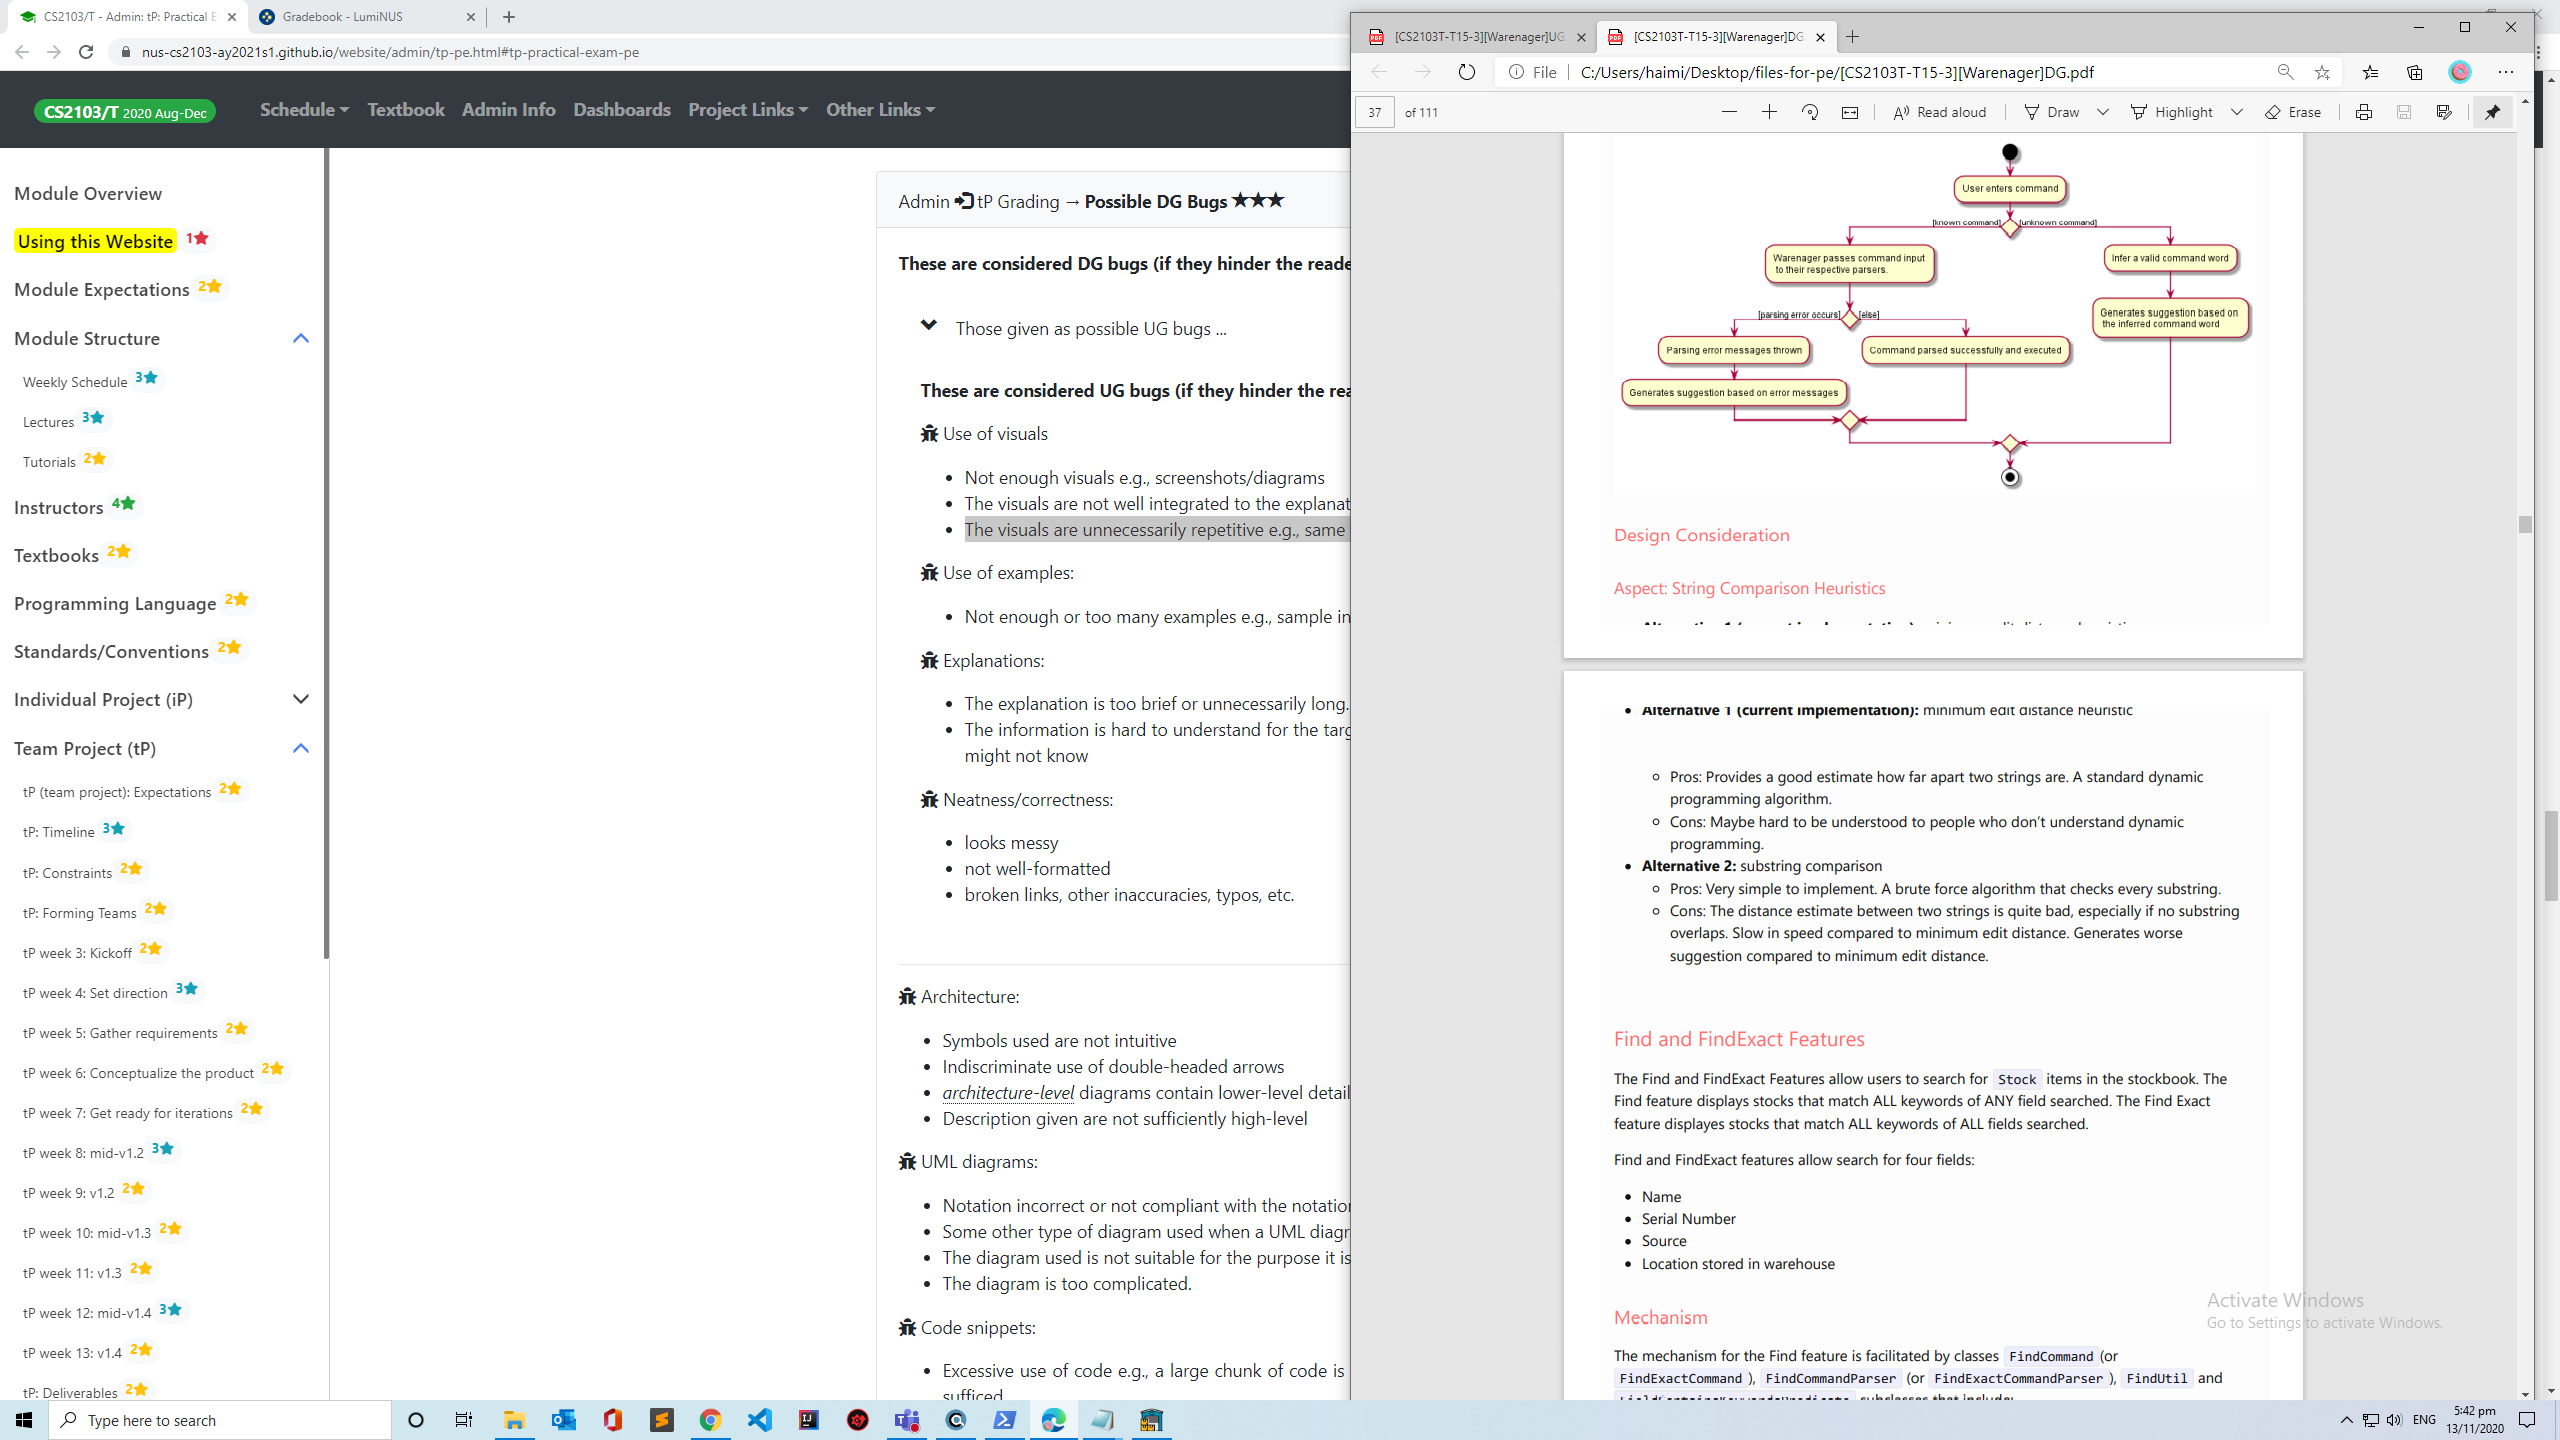 CS2103/T - Admin: tP: Practical E
Gradebook - LumiNUS
nus-cs2103-ay2021s1.github.io/website/admin/tp-pe.html#tp-practical-exam-pe
CS2103/T 2020 Aug-Dec
Schedule
Textbook
Admin Info
Dashboards
Project Links
Other Links
Module Overview
Using this Website 1
Module Expectations 2
Module Structure
Weekly Schedule 3
Lectures 3
Tutorials 2
Instructors 4
Textbooks 2
Programming Language 2
Standards/Conventions 2
Individual Project (iP)
Team Project (tP)
tP (team project): Expectations 2
tP: Timeline 3
tP: Constraints 2
tP: Forming Teams 2
tP week 3: Kickoff 2
tP week 4: Set direction 3
tP week 5: Gather requirements 2
tP week 6: Conceptualize the product 2
tP week 7: Get ready for iterations 2
tP week 8: mid-v1.2 3
tP week 9: v1.2 2
tP week 10: mid-v1.3 2
tP week 11: v1.3 2
tP week 12: mid-v1.4 3
tP week 13: v1.4 2
tP: Deliverables 2
Admin tP Grading → Possible DG Bugs ★★★
These are considered DG bugs (if they hinder the reade
Those given as possible UG bugs ...
These are considered UG bugs (if they hinder the rea
Use of visuals
Not enough visuals e.g., screenshots/diagrams
The visuals are not well integrated to the explanat
The visuals are unnecessarily repetitive e.g., same
Use of examples:
Not enough or too many examples e.g., sample in
Explanations:
The explanation is too brief or unnecessarily long.
The information is hard to understand for the targ
might not know
Neatness/correctness:
looks messy
not well-formatted
broken links, other inaccuracies, typos, etc.
Architecture:
Symbols used are not intuitive
Indiscriminate use of double-headed arrows
architecture-level diagrams contain lower-level detail
Description given are not sufficiently high-level
UML diagrams:
Notation incorrect or not compliant with the notation
Some other type of diagram used when a UML diagr
The diagram used is not suitable for the purpose it is
The diagram is too complicated.
Code snippets:
Excessive use of code e.g., a large chunk of code is
sufficed
[CS2103T-T15-3][Warenager]UG
[CS2103T-T15-3][Warenager]DG
File
C:/Users/haimi/Desktop/files-for-pe/[CS2103T-T15-3][Warenager]DG.pdf
37 of 111
Read aloud
Draw
Highlight
Erase
User enters command
[known command] [unknown command]
Warenager passes command input
to their respective parsers.
Infer a valid command word
Generates suggestion based on
the inferred command word
[parsing error occurs] [else]
Parsing error messages thrown
Command parsed successfully and executed
Generates suggestion based on error messages
Design Consideration
Aspect: String Comparison Heuristics
Alternative 1 (current implementation): minimum edit distance heuristic
Alternative 1 (current implementation): minimum edit distance heuristic
Pros: Provides a good estimate how far apart two strings are. A standard dynamic
programming algorithm.
Cons: Maybe hard to be understood to people who don’t understand dynamic
programming.
Alternative 2: substring comparison
Pros: Very simple to implement. A brute force algorithm that checks every substring.
Cons: The distance estimate between two strings is quite bad, especially if no substring
overlaps. Slow in speed compared to minimum edit distance. Generates worse
suggestion compared to minimum edit distance.
Find and FindExact Features
The Find and FindExact Features allow users to search for Stock items in the stockbook. The
Find feature displays stocks that match ALL keywords of ANY field searched. The Find Exact
feature displayes stocks that match ALL keywords of ALL fields searched.
Find and FindExact features allow search for four fields:
Name
Serial Number
Source
Location stored in warehouse
Mechanism
The mechanism for the Find feature is facilitated by classes FindCommand (or
FindExactCommand ), FindCommandParser (or FindExactCommandParser ), FindUtil and
FieldContainsKeywordsPredicate subclasses that include:
Activate Windows
Go to Settings to activate Windows.
Type here to search
ENG
5:42 pm
13/11/2020